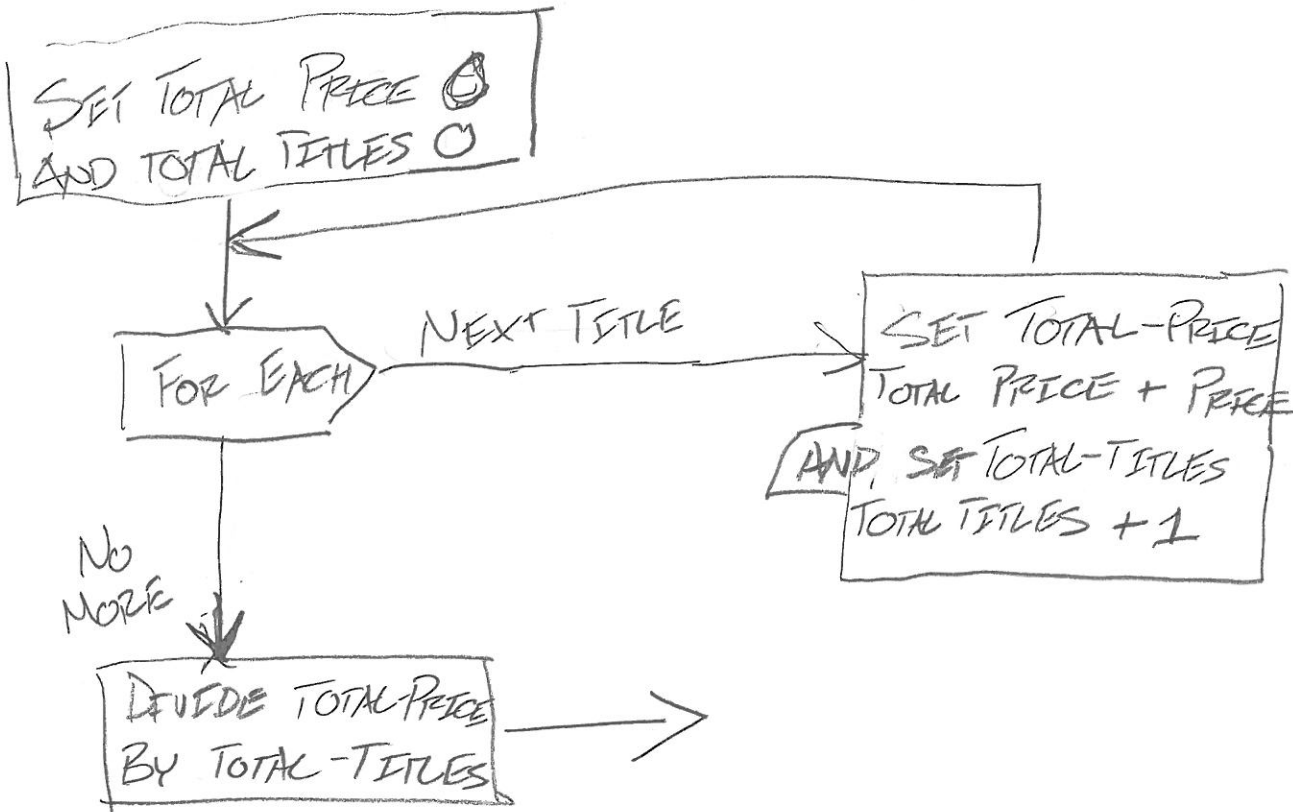 SET TOTAL PRICE 0
AND TOTAL TITLES 0
FOR EACH
NEXT TITLE
SET TOTAL-PRICE
TOTAL PRICE + PRICE
AND, SET TOTAL-TITLES
TOTAL TITLES + 1
NO
MORE
DIVIDE TOTAL-PRICE
BY TOTAL-TITLES